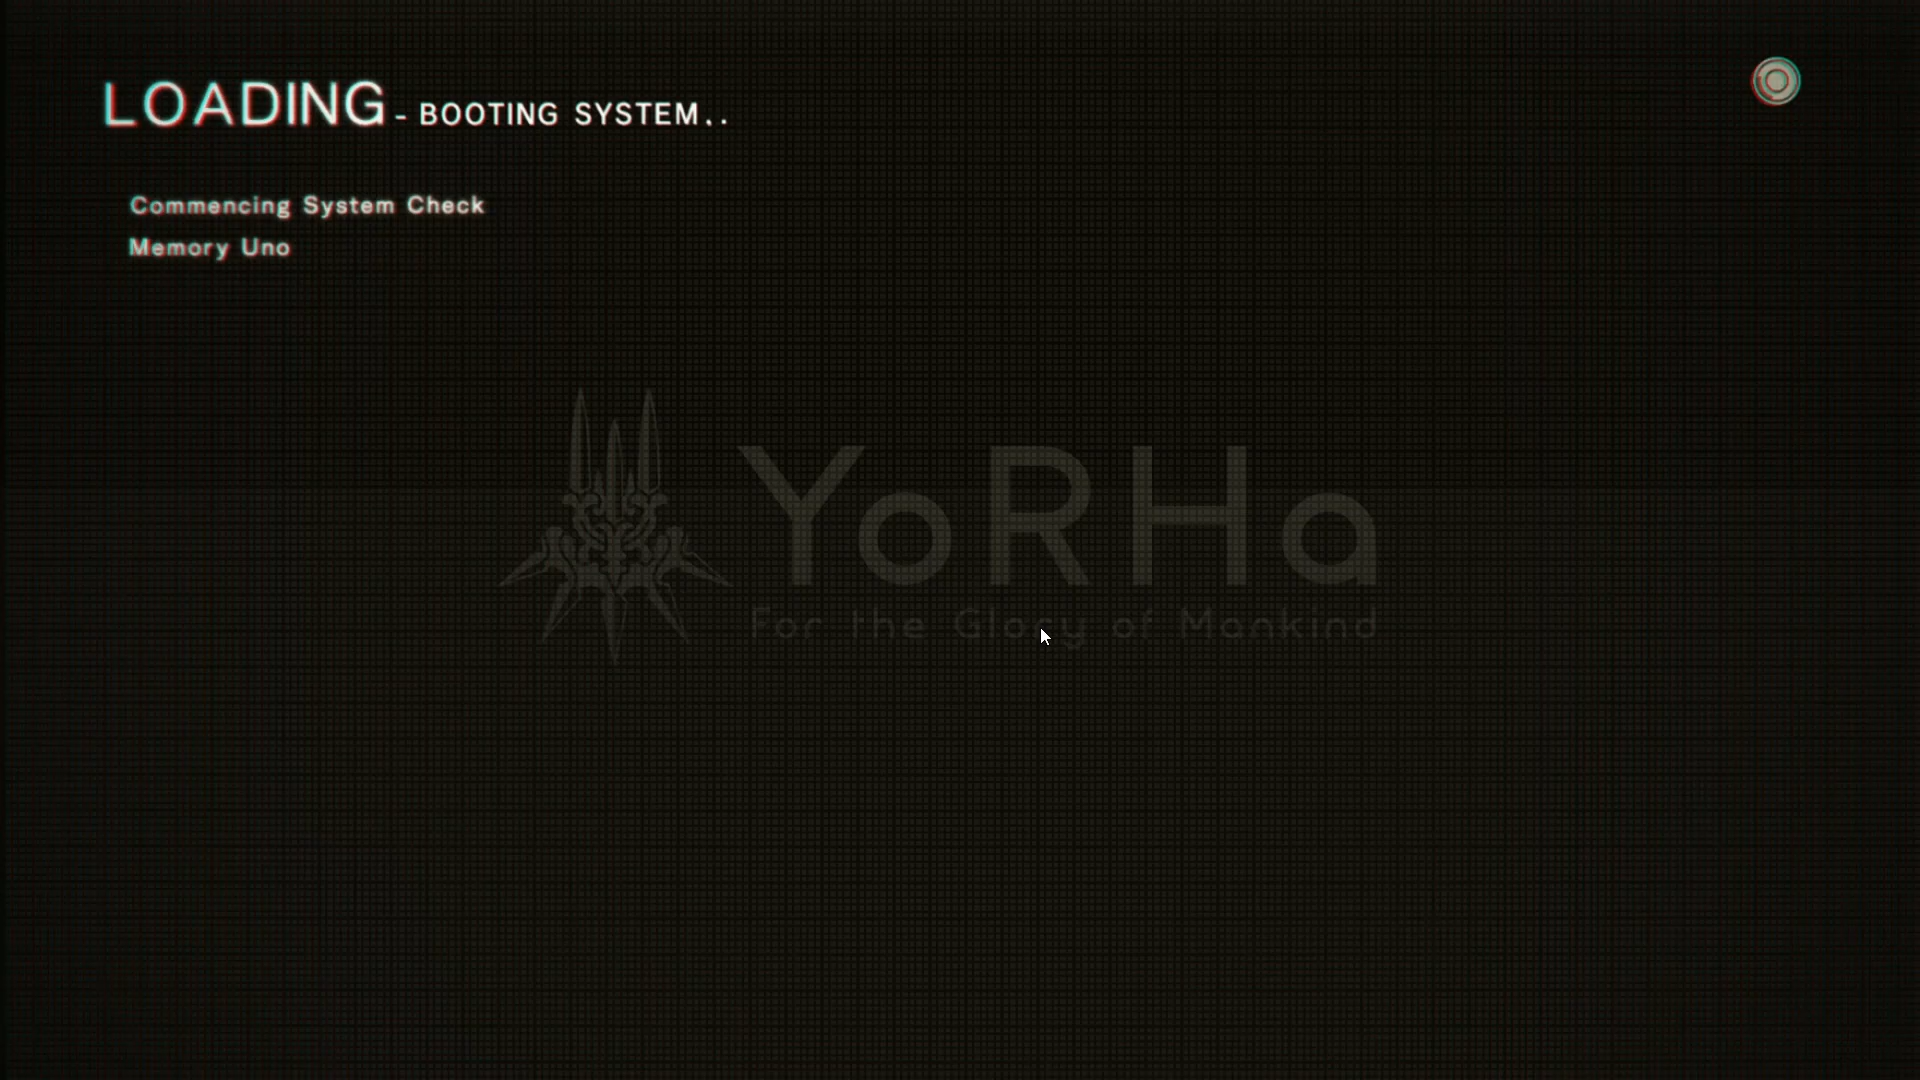 LOADING - BOOTING SYSTEM..
Commencing System Check
Memory Uno
YoRHa
For the Glory of Mankind